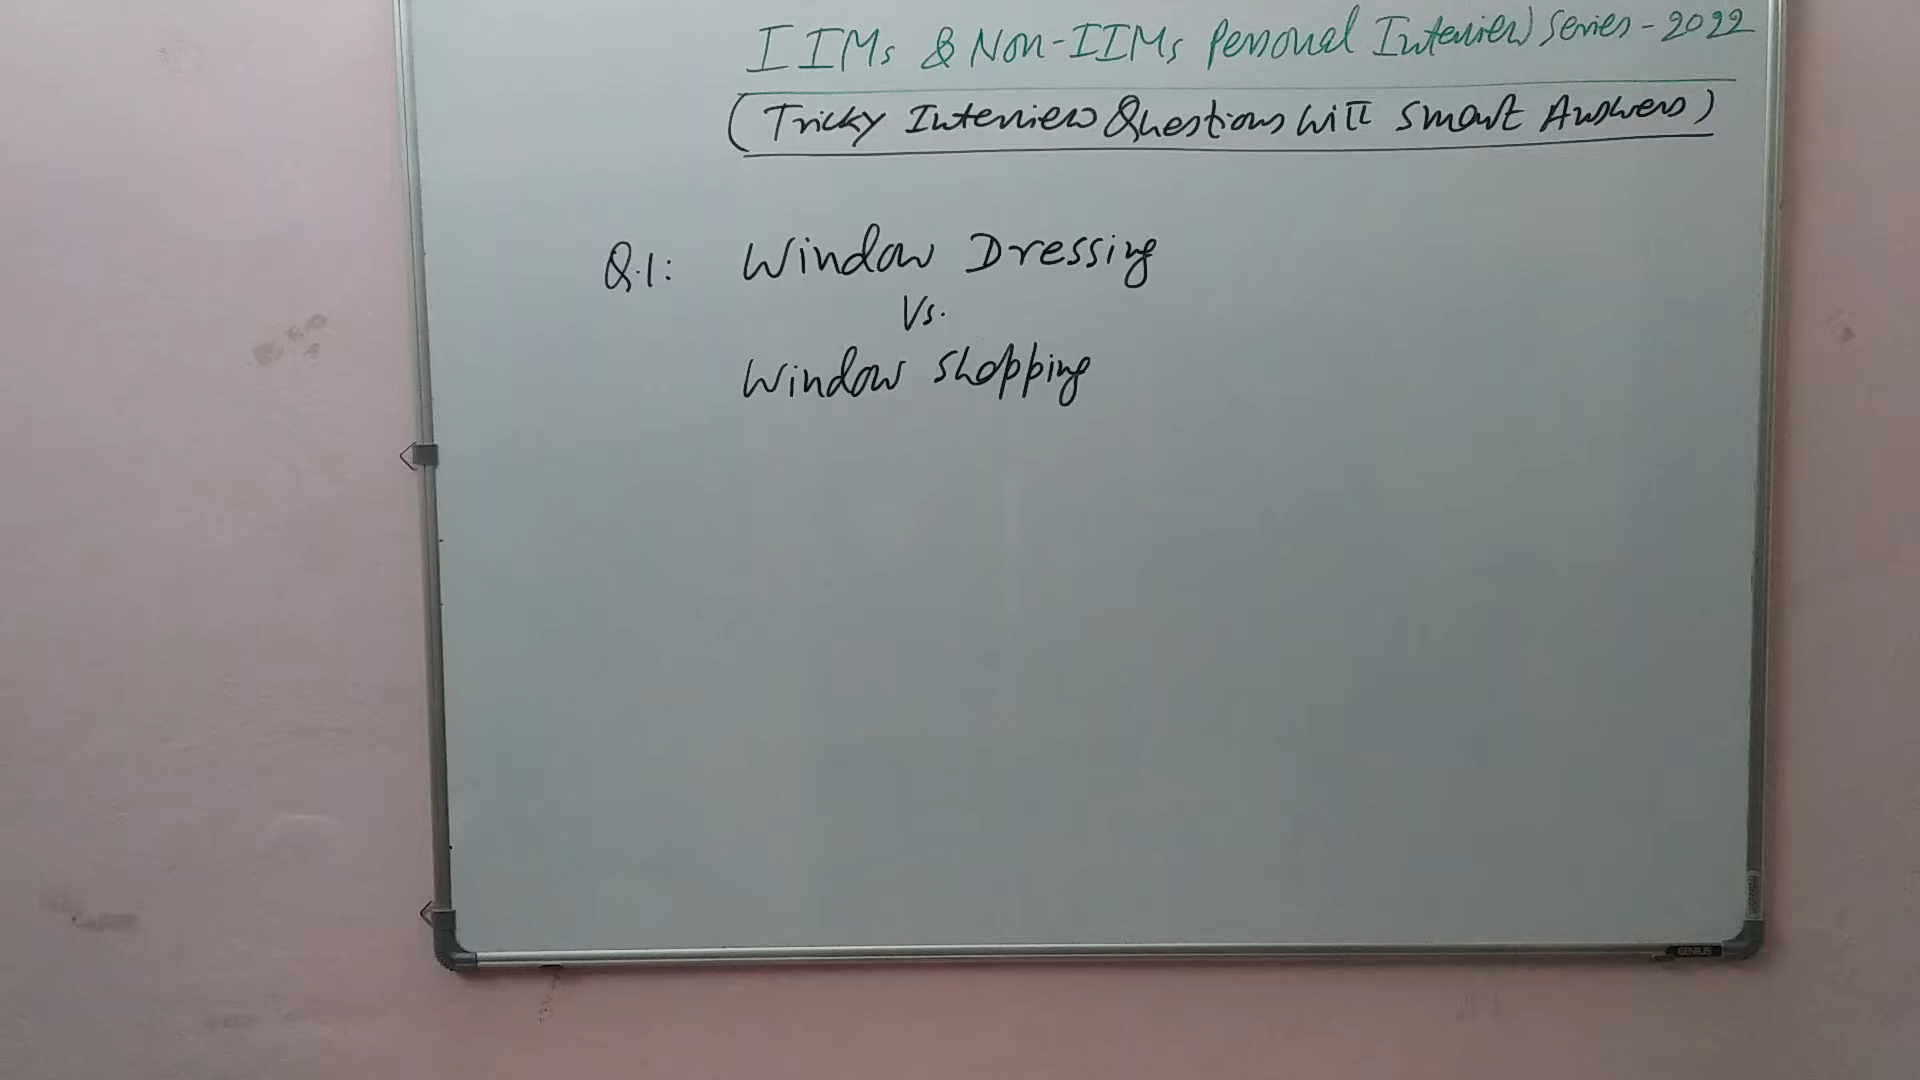 IIMs & Non-IIMs Personal Interview Series - 2022
(Tricky Interview Questions with Smart Answers)
Q.1: Window Dressing
Vs.
Window Shopping
GENIUS